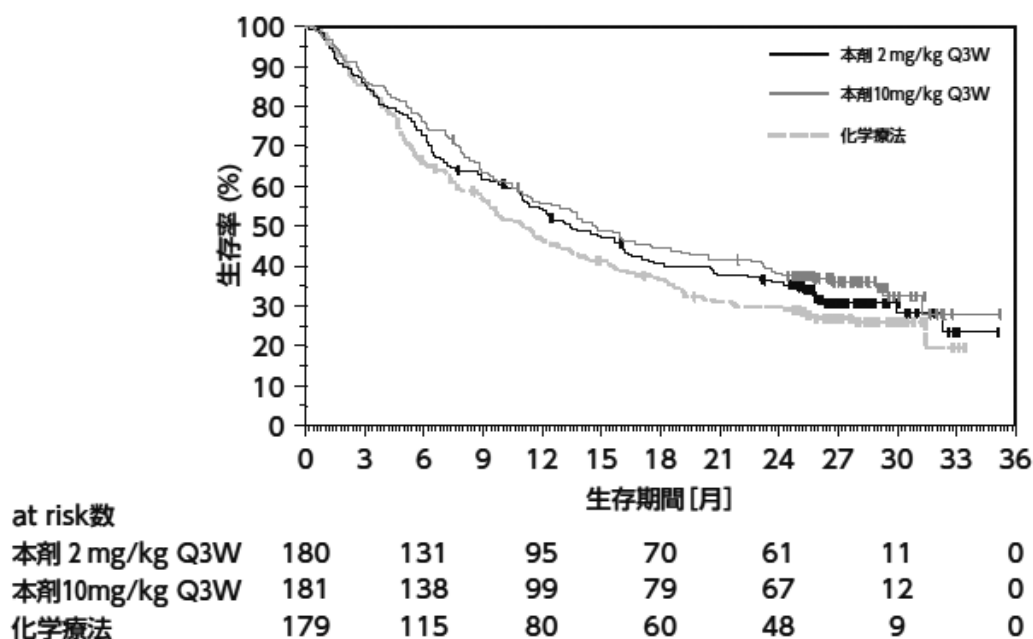 100
90
80
70
60
50
40
30
20
10
0
生存率 (%)
本剤 2 mg/kg Q3W
本剤10mg/kg Q3W
化学療法
0 3 6 9 12 15 18 21 24 27 30 33 36
生存期間 [月]
at risk数
本剤 2 mg/kg Q3W 180 131 95 70 61 11 0
本剤10mg/kg Q3W 181 138 99 79 67 12 0
化学療法 179 115 80 60 48 9 0